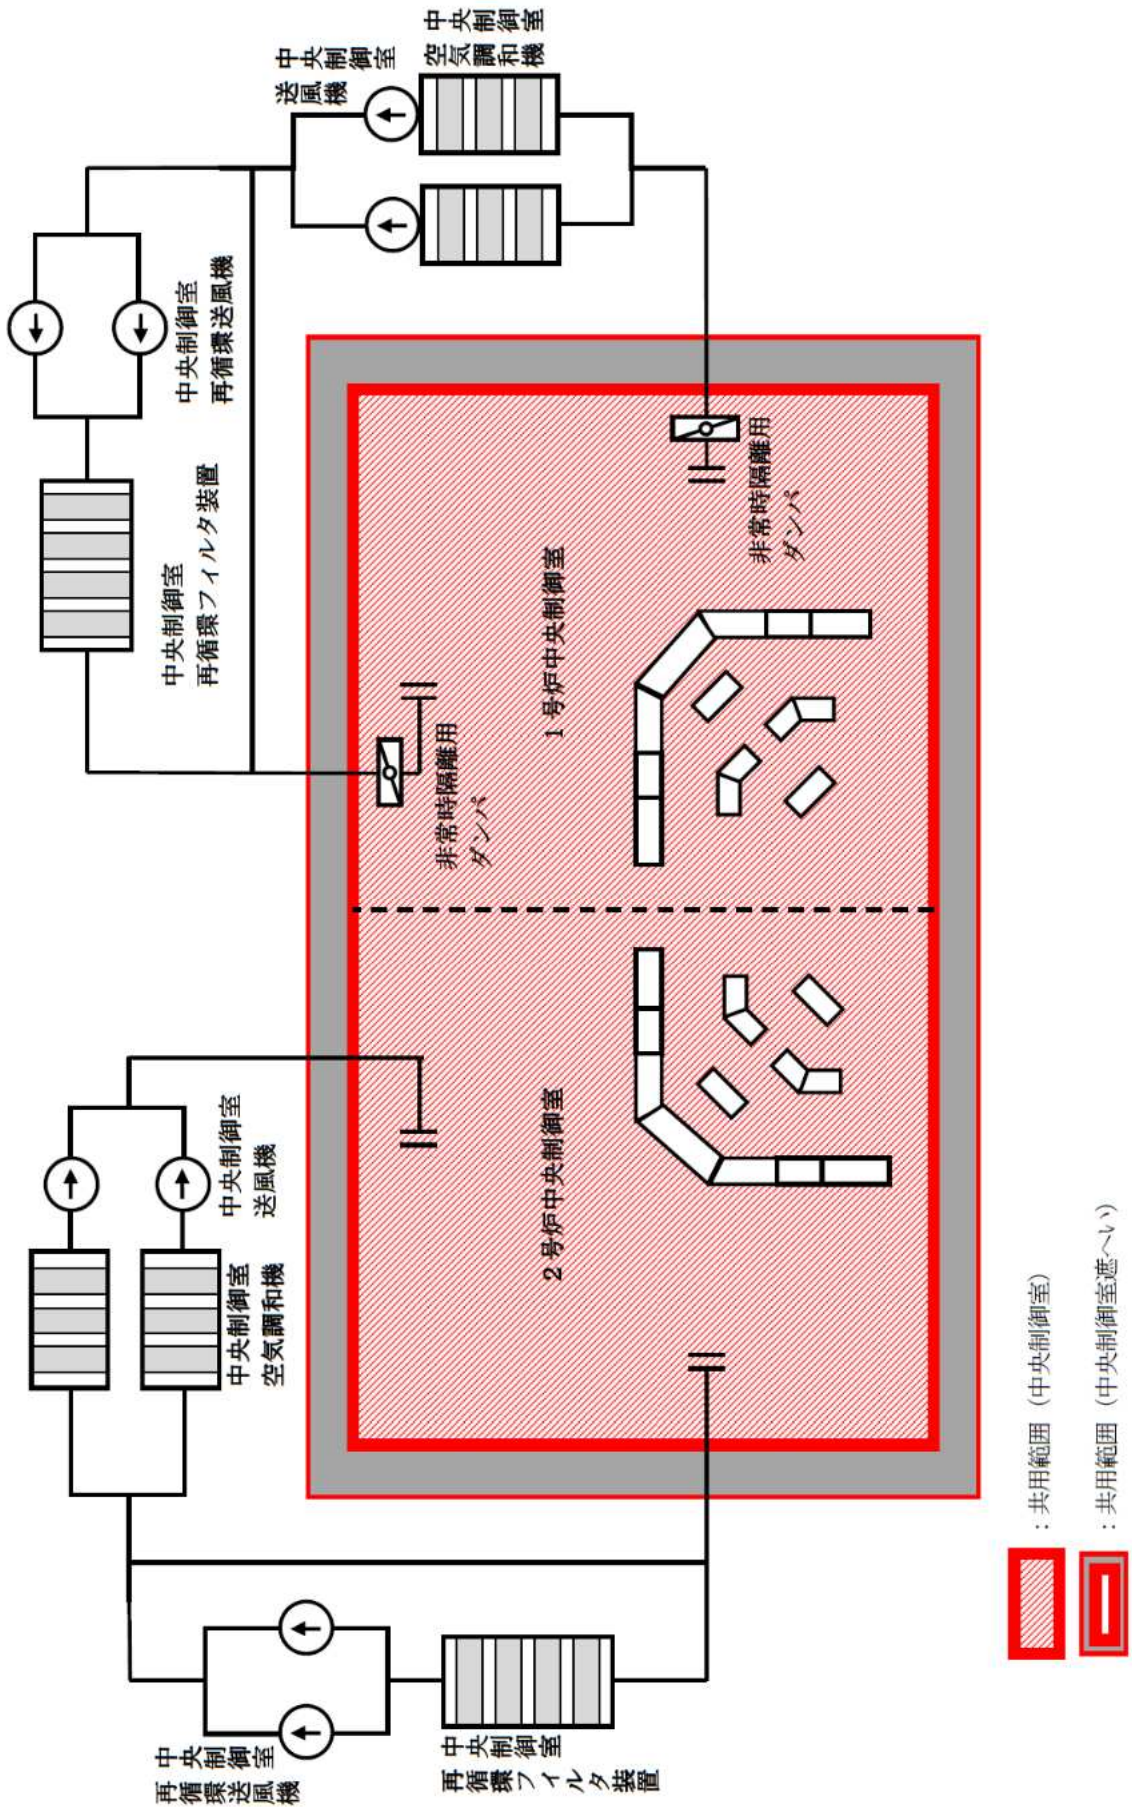 中央制御室
再循環送風機
中央制御室
再循環フィルタ装置
中央制御室
空気調和機
中央制御室
送風機
2号炉中央制御室
1号炉中央制御室
非常時隔離用
ダンパ
非常時隔離用
ダンパ
中央制御室
再循環フィルタ装置
中央制御室
再循環送風機
中央制御室
送風機
中央制御室
空気調和機
：共用範囲（中央制御室）
：共用範囲（中央制御室遮へい）